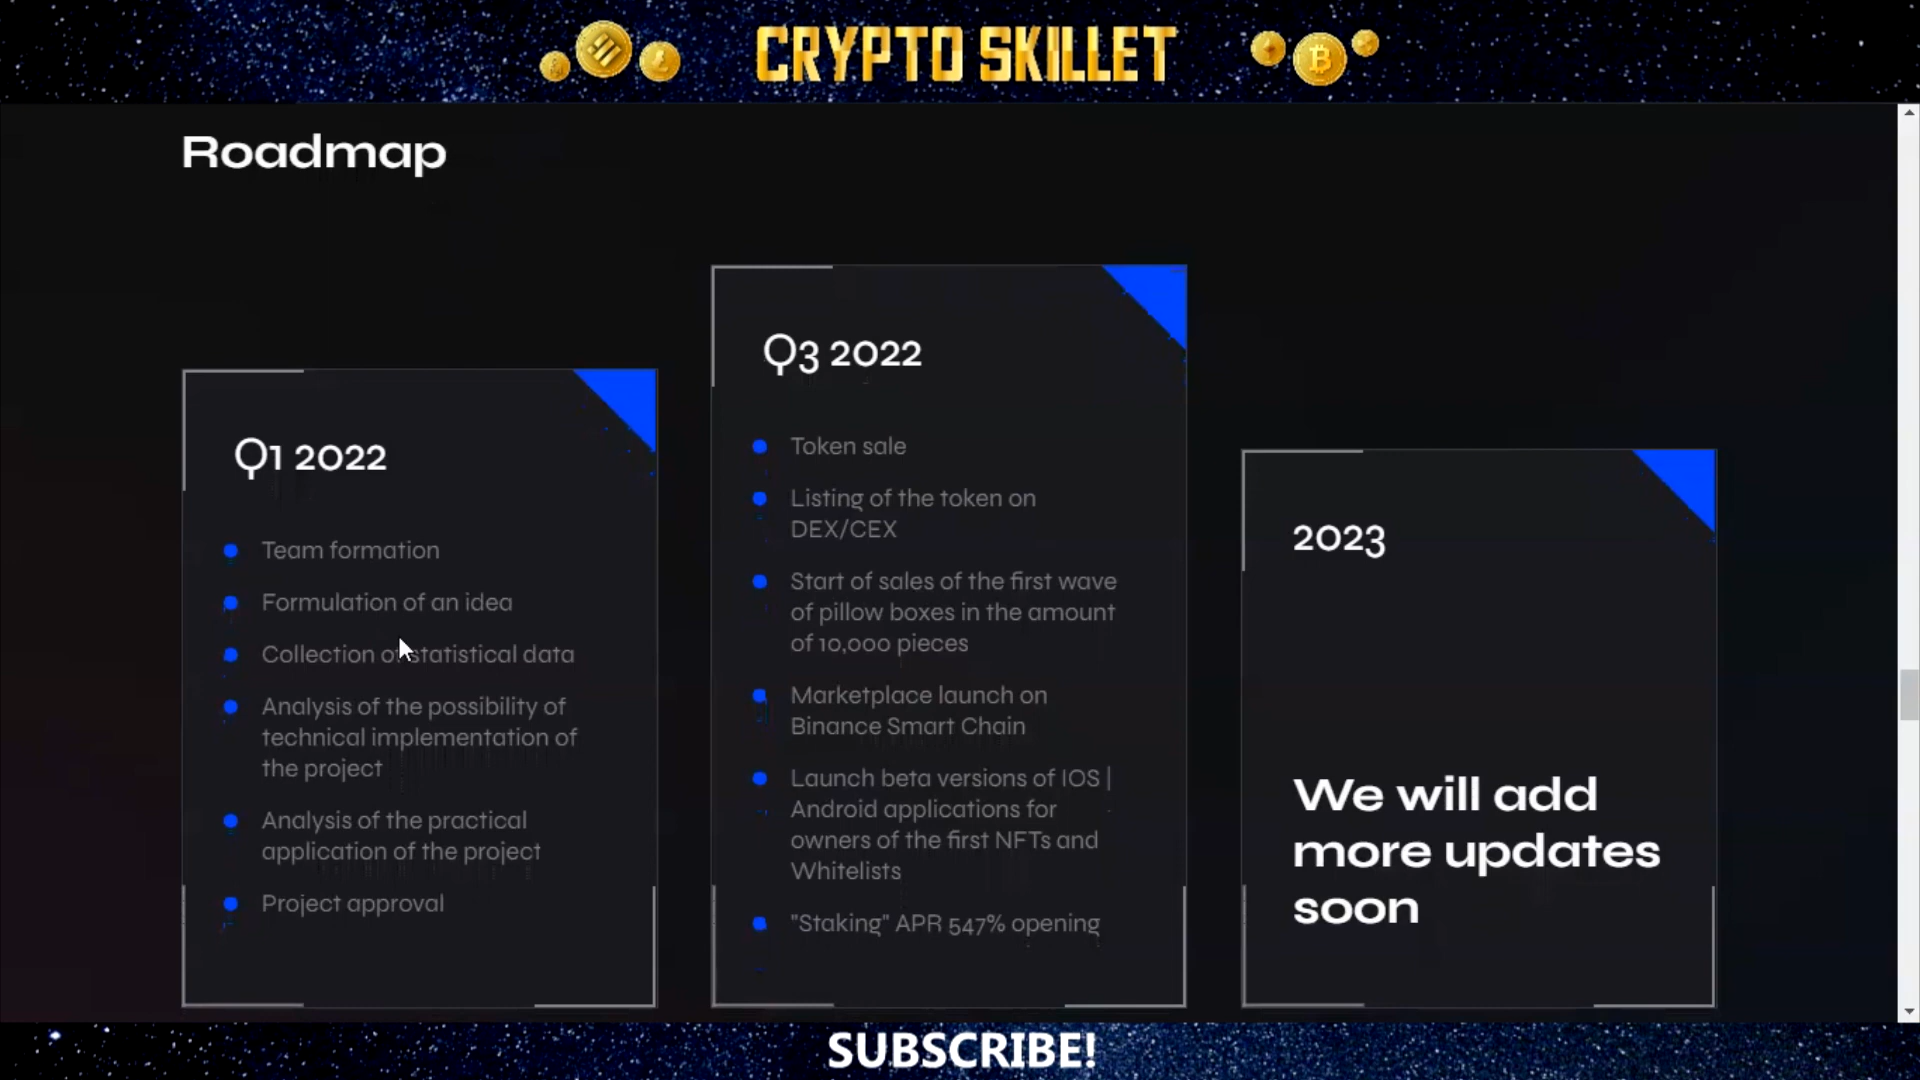 CRYPTO SKILLET
Roadmap
Q1 2022
Team formation
Formulation of an idea
Collection of statistical data
Analysis of the possibility of
technical implementation of
the project
Analysis of the practical
application of the project
Project approval
Q3 2022
Token sale
Listing of the token on
DEX/CEX
Start of sales of the first wave
of pillow boxes in the amount
of 10,000 pieces
Marketplace launch on
Binance Smart Chain
Launch beta versions of IOS |
Android applications for
owners of the first NFTs and
Whitelists
"Staking" APR 547% opening
2023
We will add
more updates
soon
SUBSCRIBE!